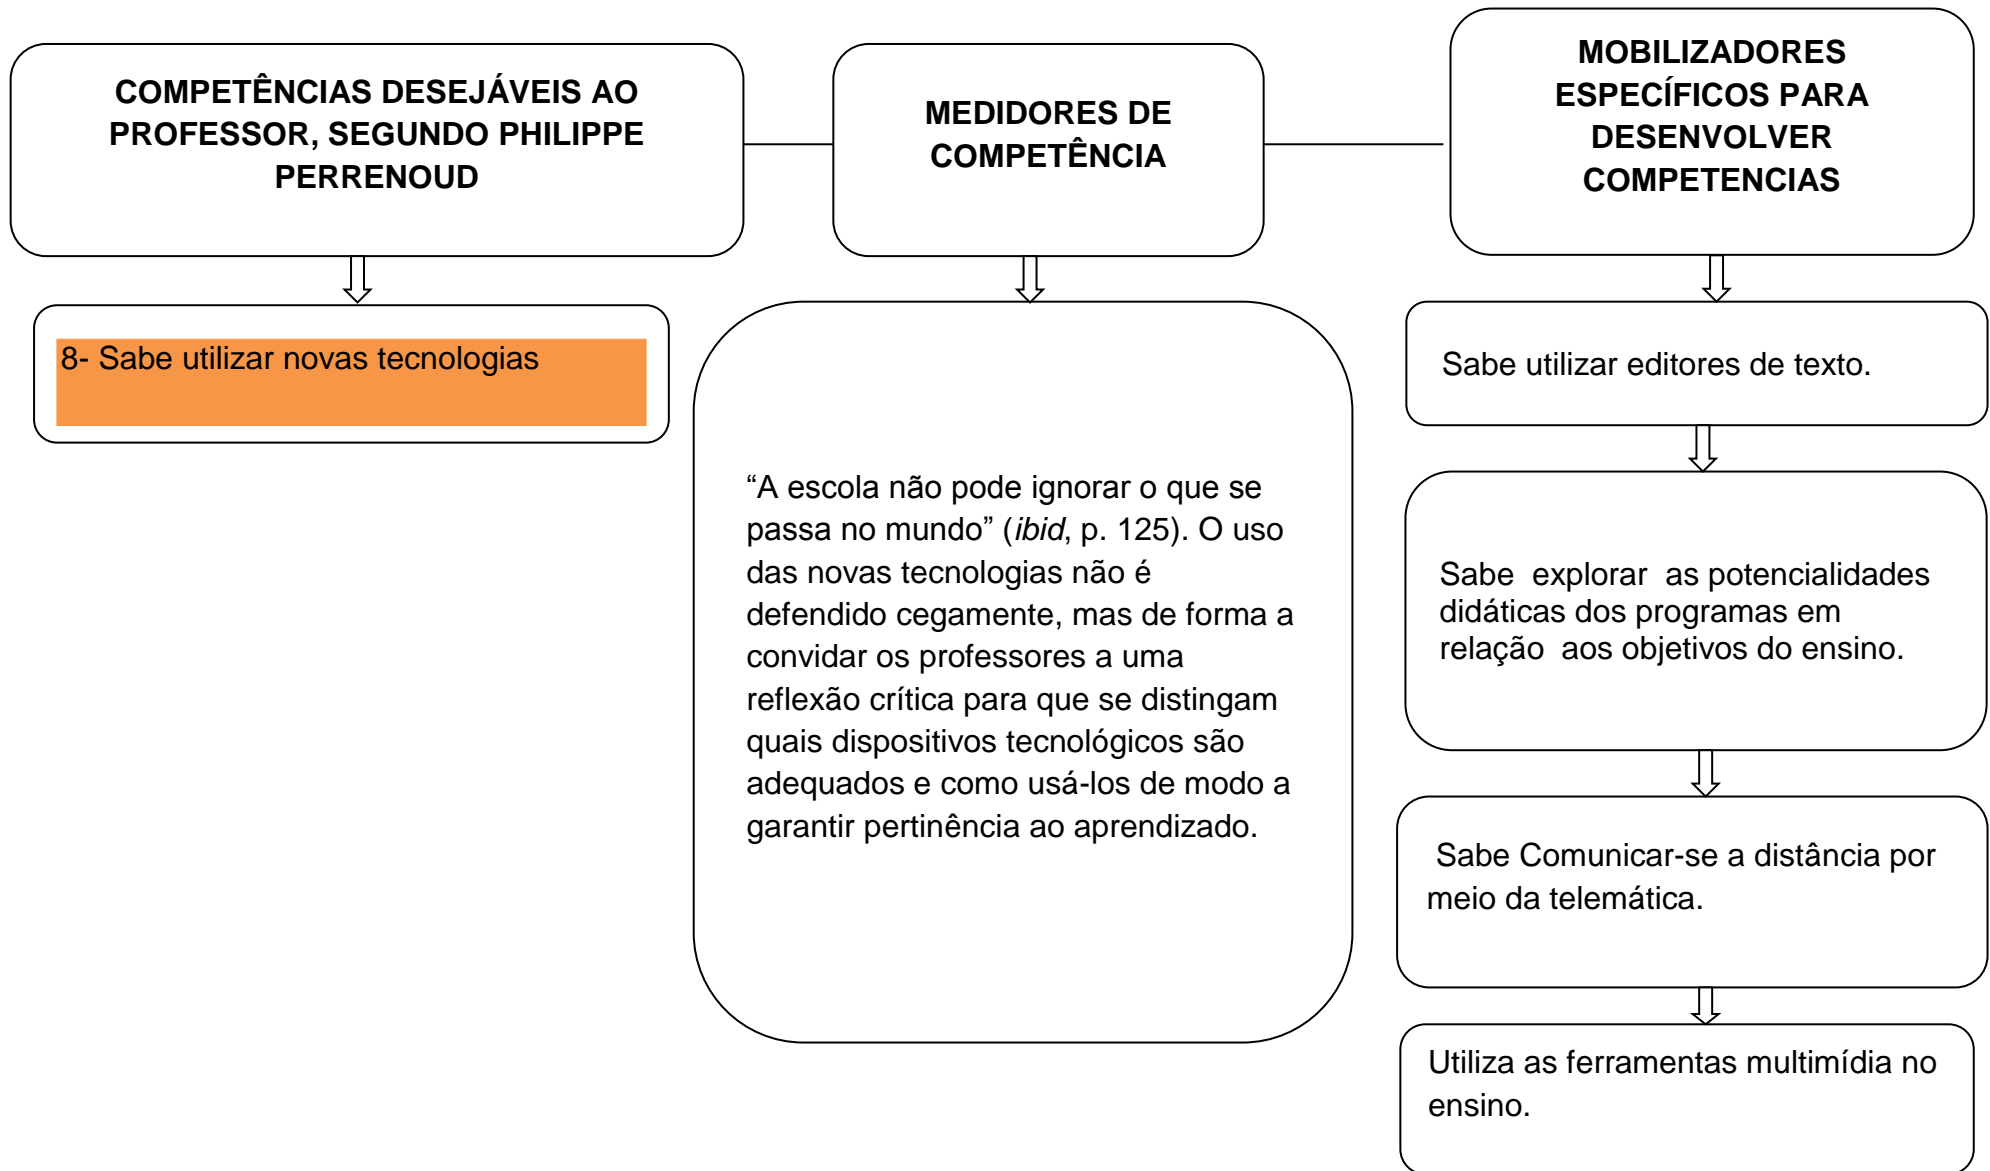 COMPETÊNCIAS DESEJÁVEIS AO
PROFESSOR, SEGUNDO PHILIPPE
PERRENOUD
MEDIDORES DE
COMPETÊNCIA
MOBILIZADORES
ESPECÍFICOS PARA
DESENVOLVER
COMPETENCIAS
8- Sabe utilizar novas tecnologias
“A escola não pode ignorar o que se
passa no mundo” (ibid, p. 125). O uso
das novas tecnologias não é
defendido cegamente, mas de forma a
convidar os professores a uma
reflexão crítica para que se distingam
quais dispositivos tecnológicos são
adequados e como usá-los de modo a
garantir pertinência ao aprendizado.
Sabe utilizar editores de texto.
Sabe explorar as potencialidades
didáticas dos programas em
relação aos objetivos do ensino.
Sabe Comunicar-se a distância por
meio da telemática.
Utiliza as ferramentas multimídia no
ensino.